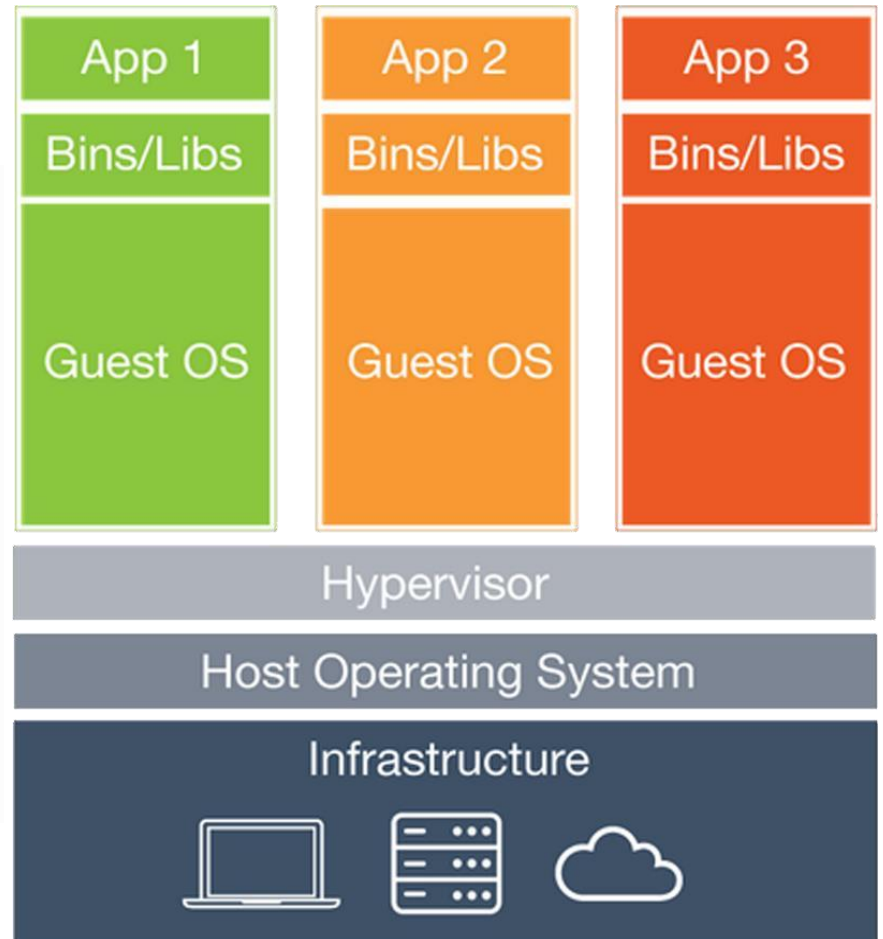 App 1
App 2
App 3
Bins/Libs
Bins/Libs
Bins/Libs
Guest OS
Guest OS
Guest OS
Hypervisor
Host Operating System
Infrastructure